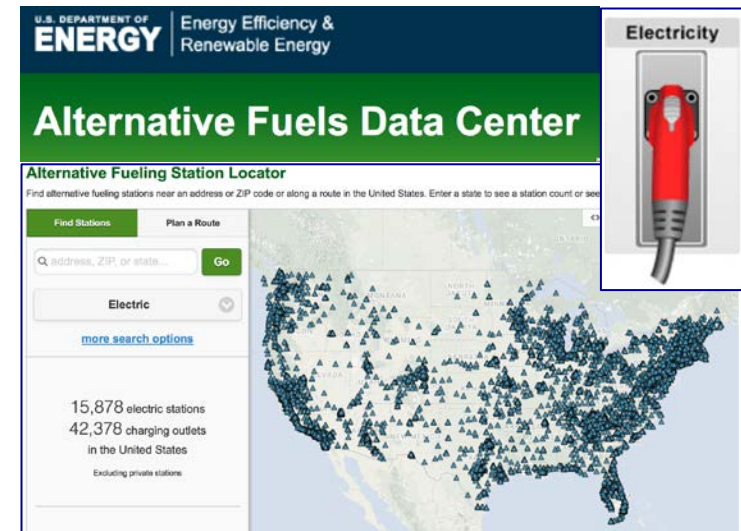 U.S. DEPARTMENT OF
ENERGY
Energy Efficiency &
Renewable Energy
Electricity
Alternative Fuels Data Center
Alternative Fueling Station Locator
Find alternative fueling stations near an address or ZIP code or along a route in the United States. Enter a state to see a station count or see
Find Stations
Plan a Route
address, ZIP, or state...
Go
Electric
more search options
15,878 electric stations
42,378 charging outlets
in the United States
Excluding private stations
ONTARIO
MONTANA
NORTH
NEVADA